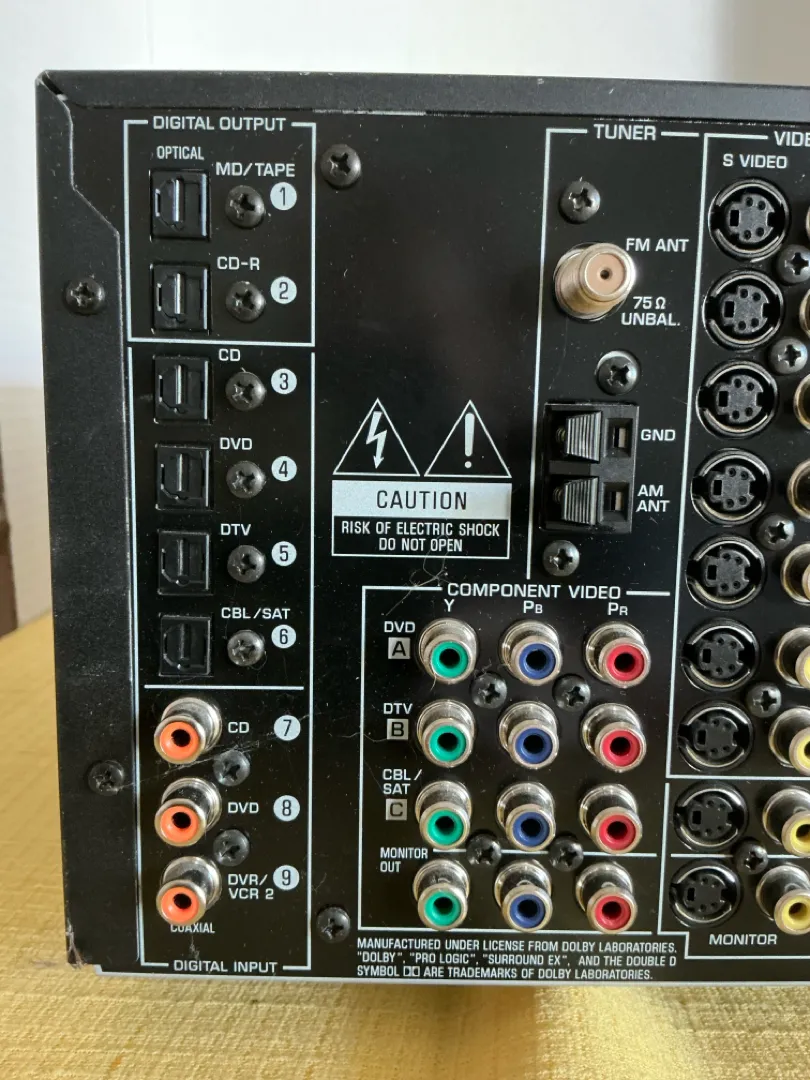 DIGITAL OUTPUT
OPTICAL
MD/TAPE
1
CD-R
2
CD
3
DVD
4
DTV
5
CBL/SAT
6
CD
7
DVD
8
DVR/
VCR 2
9
COAXIAL
DIGITAL INPUT
CAUTION
RISK OF ELECTRIC SHOCK
DO NOT OPEN
TUNER
FM ANT
75Ω
UNBAL.
GND
AM
ANT
COMPONENT VIDEO
Y PB PR
DVD
A
DTV
B
CBL/
SAT
C
MONITOR
OUT
MANUFACTURED UNDER LICENSE FROM DOLBY LABORATORIES.
"DOLBY", "PRO LOGIC", "SURROUND EX", AND THE DOUBLE D
SYMBOL ARE TRADEMARKS OF DOLBY LABORATORIES.
VIDE
S VIDEO
MONITOR